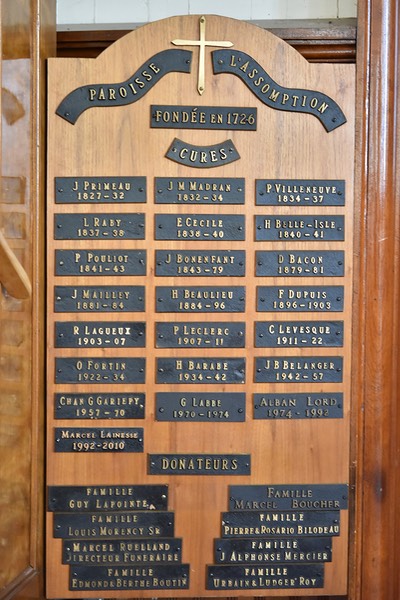 PAROISSE L'ASSOMPTION
FONDÉE EN 1726
CURÉS
J PRIMEAU
1827-32
J M MADRAN
1832-34
P VILLENEUVE
1834-37
L RABY
1837-38
E CECILE
1838-40
H BELLE-ISLE
1840-41
P POULIOT
1841-43
J BONENFANT
1843-79
D BACON
1879-81
J MAILLEY
1881-84
H BEAULIEU
1884-96
F DUPUIS
1896-1903
R LAGUEUX
1903-07
P LECLERC
1907-11
C LEVESQUE
1911-22
O FORTIN
1922-34
H BARABE
1934-42
J B BELANGER
1942-57
CHAN G GARIEPY
1957-70
G LABBÉ
1970-1974
ALBAN LORD
1974-1992
MARCEL LAINESSE
1992-2010
DONATEURS
FAMILLE
GUY LAPOINTE
FAMILLE
MARCEL BOUCHER
FAMILLE
LOUIS MORENCY SR
FAMILLE
PIERRE & ROSARIO BILODEAU
MARCEL RUELLAND
DIRECTEUR FUNERAIRE
FAMILLE
J ALPHONSE MERCIER
FAMILLE
EDMOND & BERTHE BOUTIN
FAMILLE
URBAIN & LUDGER ROY